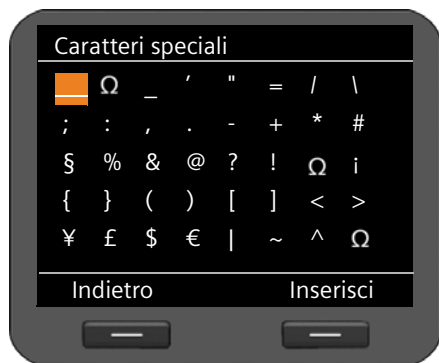 Caratteri speciali
Ω _ ’ " = / \
; : , . - + * #
§ % & @ ? ! Ω ¡
{ } ( ) [ ] < >
¥ £ $ € | ~ ^ Ω
Indietro Inserisci